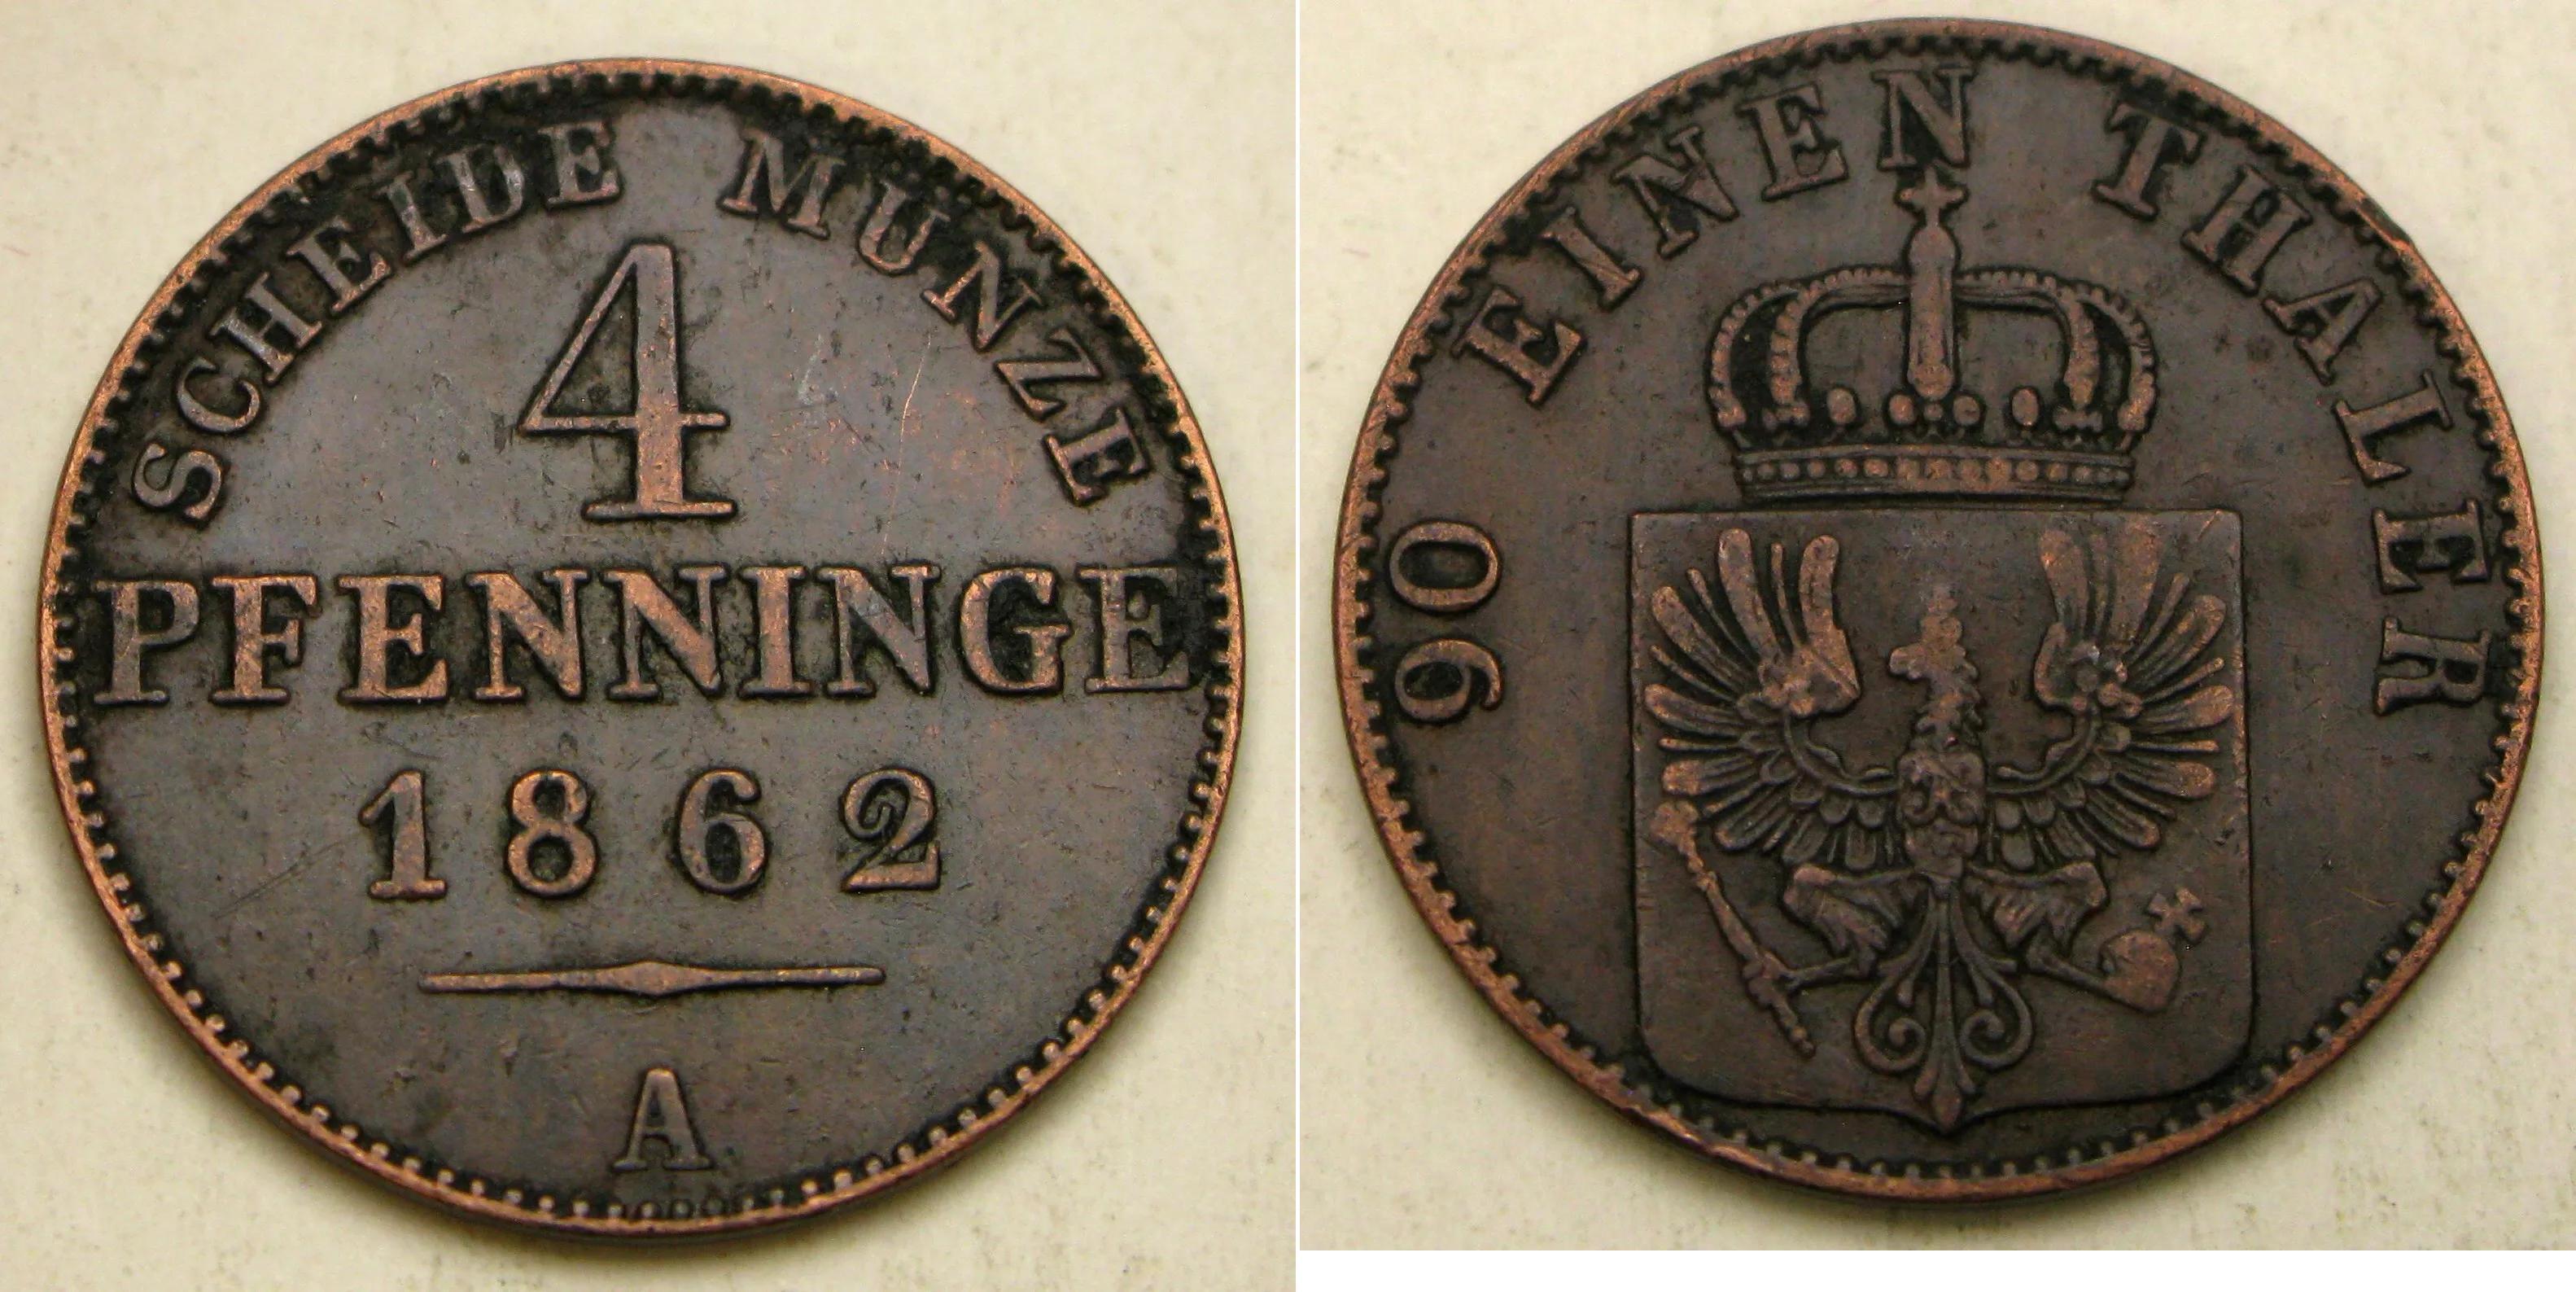 SCHEIDE MÜNZE
4
PFENNINGE
1862
A
90 EINEN THALER